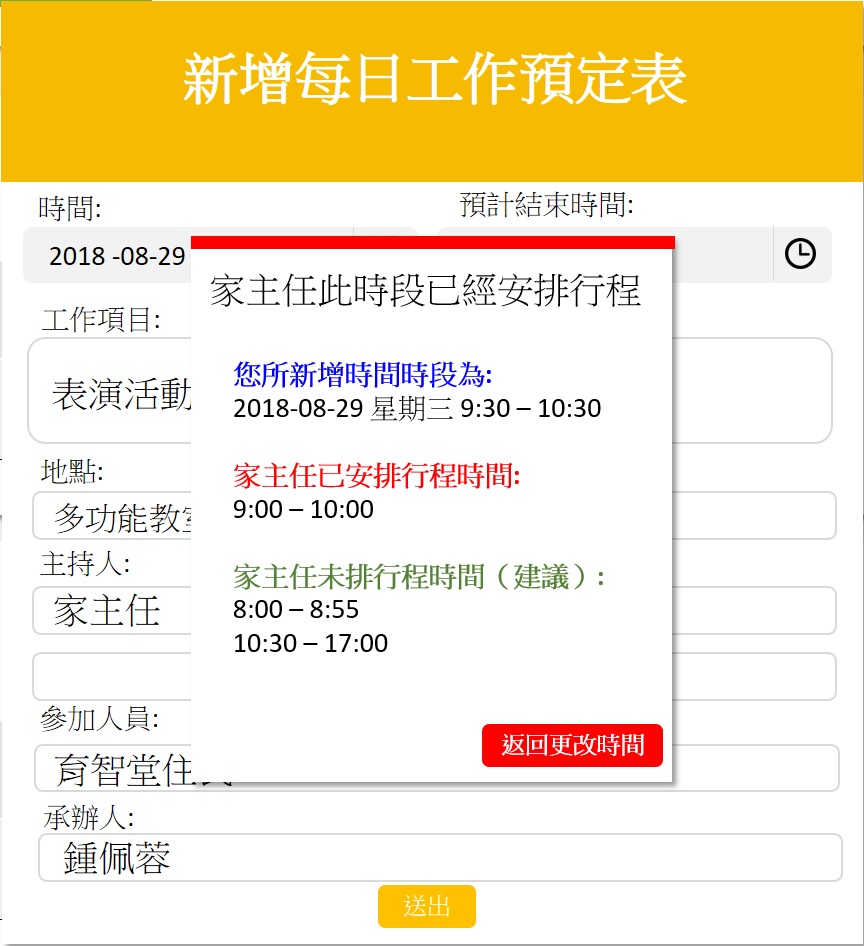 新增每日工作預定表
時間:
預計結束時間:
2018 -08-29
家主任此時段已經安排行程
工作項目:
您所新增時間時段為:
表演活動
2018-08-29 星期三 9:30 – 10:30
地點:
家主任已安排行程時間:
多功能教室
9:00 – 10:00
主持人:
家主任未排行程時間（建議）:
家主任
8:00 – 8:55
10:30 – 17:00
參加人員:
返回更改時間
育智堂住民
承辦人:
鍾佩蓉
送出